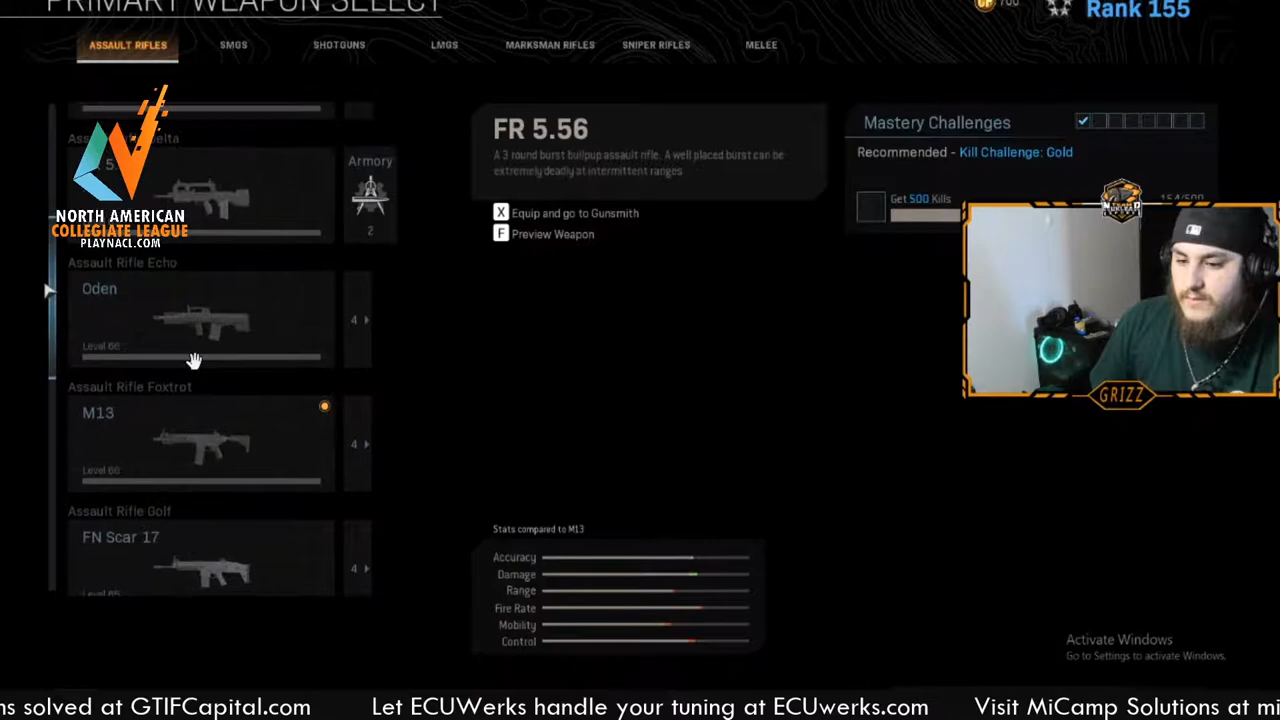 PRIMARY WEAPON SELECT
Rank 155
ASSAULT RIFLES
SMGS
SHOTGUNS
LMGS
MARKSMAN RIFLES
SNIPER RIFLES
MELEE
NORTH AMERICAN
COLLEGIATE LEAGUE
PLAYNACL.COM
Armory
2
Assault Rifle Echo
Oden
Level 66
4
Assault Rifle Foxtrot
M13
Level 66
4
Assault Rifle Golf
FN Scar 17
4
FR 5.56
A 3 round burst bullpup assault rifle. A well placed burst can be
extremely deadly at intermittent ranges
X Equip and go to Gunsmith
F Preview Weapon
Mastery Challenges
Recommended - Kill Challenge: Gold
Get 500 Kills
GRIZZ
Stats compared to M13
Accuracy
Damage
Range
Fire Rate
Mobility
Control
Activate Windows
Go to Settings to activate Windows.
ns solved at GTIFCapital.com Let ECUWerks handle your tuning at ECUwerks.com Visit MiCamp Solutions at